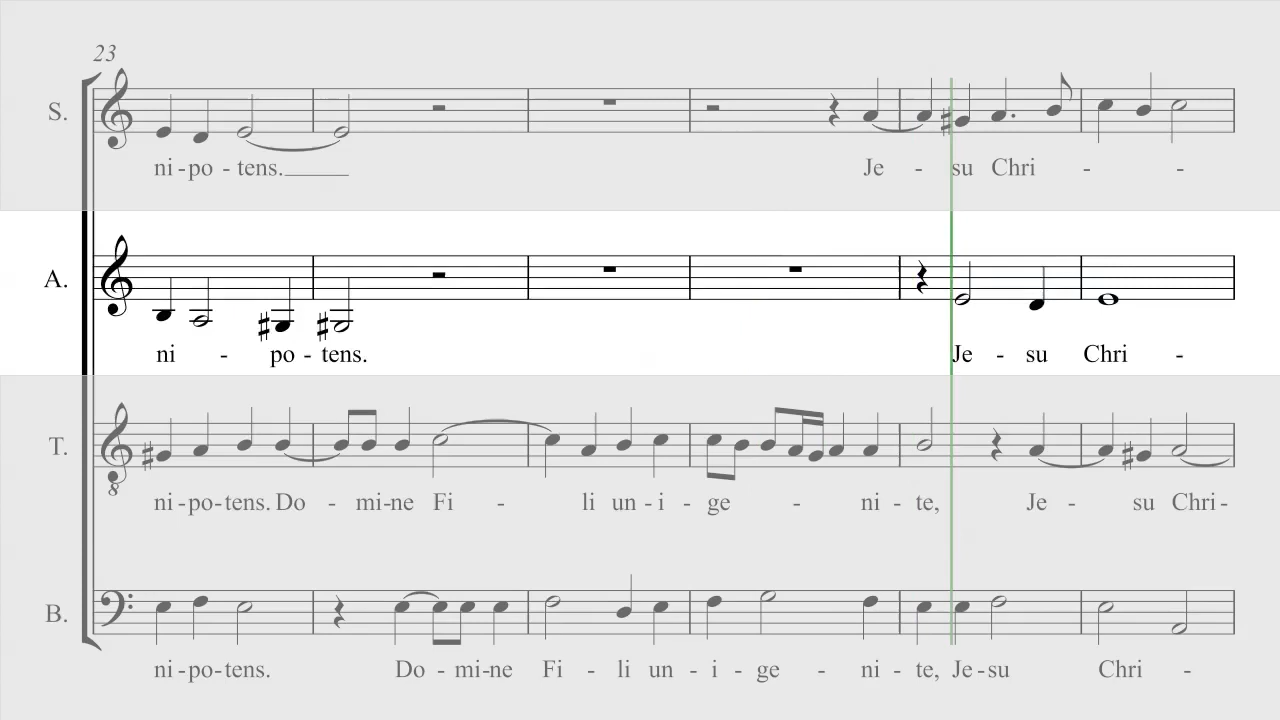 23
S.
ni - po - tens.
Je - su Chri - -
A.
ni - po - tens.
Je - su Chri -
T.
8
ni - po - tens. Do - mi - ne Fi - li un - i - ge - ni - te, Je - su Chri -
B.
ni - po - tens. Do - mi - ne Fi - li un - i - ge - ni - te, Je - su Chri -